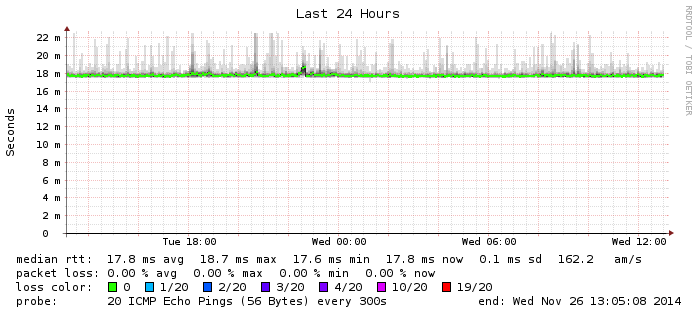 Last 24 Hours
RRDTOOL / TOBI OETIKER
Seconds
22 m
20 m
18 m
16 m
14 m
12 m
10 m
8 m
6 m
4 m
2 m
0
Tue 18:00 Wed 00:00 Wed 06:00 Wed 12:00
median rtt: 17.8 ms avg 18.7 ms max 17.6 ms min 17.8 ms now 0.1 ms sd 162.2 am/s
packet loss: 0.00 % avg 0.00 % max 0.00 % min 0.00 % now
loss color: 0 1/20 2/20 3/20 4/20 10/20 19/20
probe: 20 ICMP Echo Pings (56 Bytes) every 300s end: Wed Nov 26 13:05:08 2014